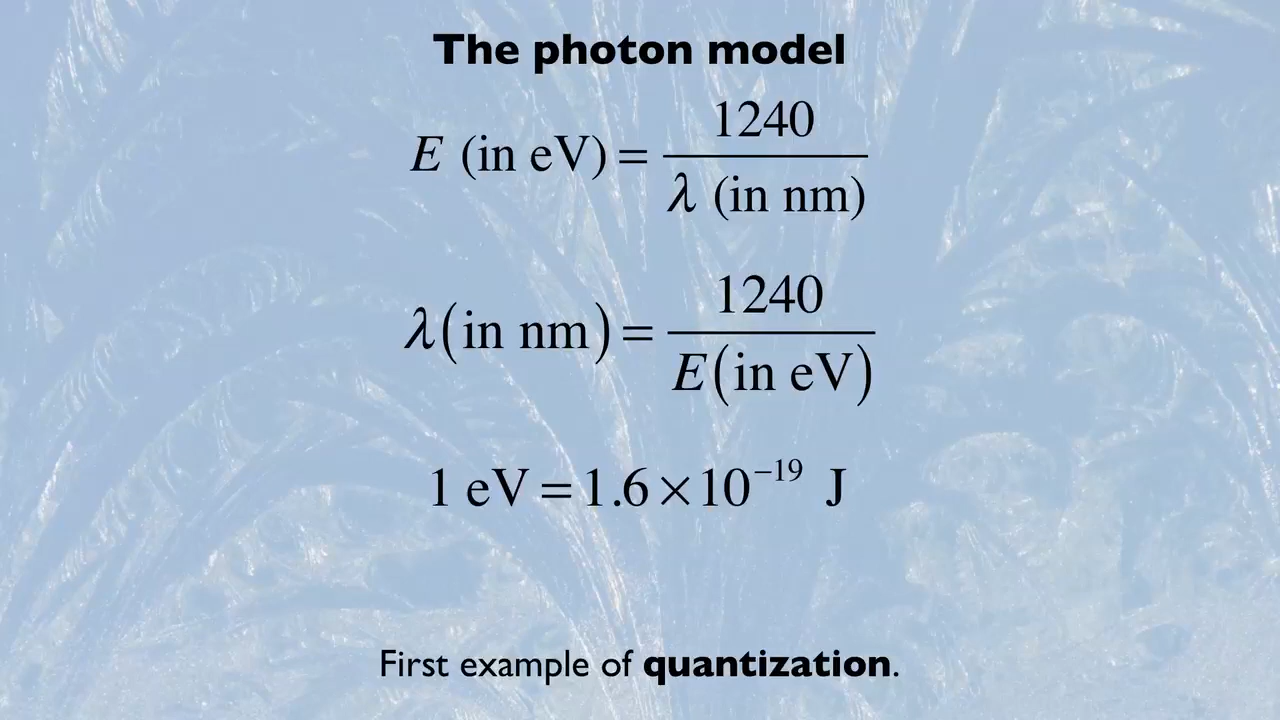 The photon model
E (in eV) = 1240 / λ (in nm)
λ(in nm) = 1240 / E(in eV)
1 eV = 1.6 × 10⁻¹⁹ J
First example of quantization.